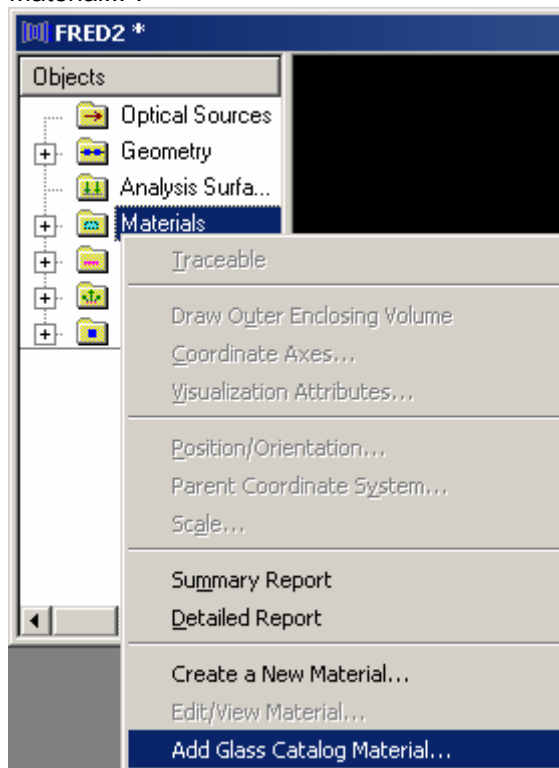 FRED2 *
Objects
Optical Sources
Geometry
Analysis Surfa...
Materials
Traceable
Draw Outer Enclosing Volume
Coordinate Axes...
Visualization Attributes...
Position/Orientation...
Parent Coordinate System...
Scale...
Summary Report
Detailed Report
Create a New Material...
Edit/View Material...
Add Glass Catalog Material...